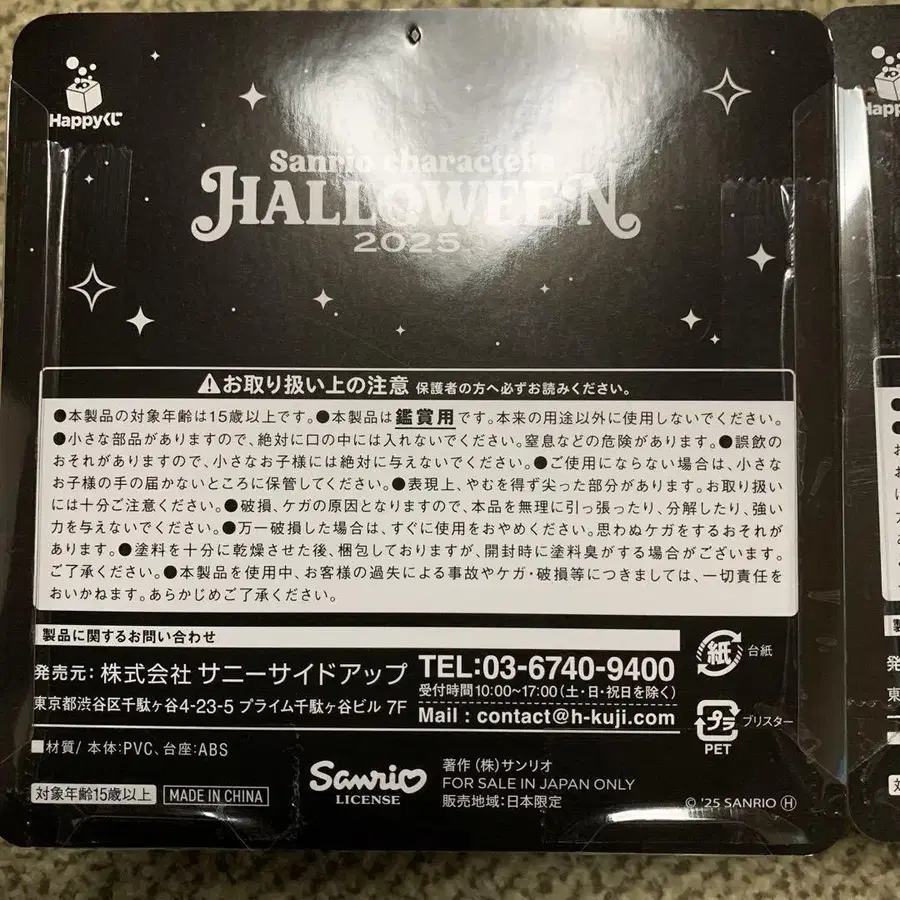 Happyくじ
Sanrio characters
HALLOWEEN
2025
⚠お取り扱い上の注意 保護者の方へ必ずお読みください。
●本製品の対象年齢は15歳以上です。●本製品は鑑賞用です。本来の用途以外に使用しないでください。
●小さな部品がありますので、絶対に口の中には入れないでください。窒息などの危険があります。●誤飲の
おそれがありますので、小さなお子様には絶対に与えないでください。●ご使用にならない場合は、小さな
お子様の手の届かないところに保管してください。●表現上、やむを得ず尖った部分があります。お取り扱い
には十分ご注意ください。●破損、ケガの原因となりますので、本品を無理に引っ張ったり、分解したり、強い
力を与えないでください。●万一破損した場合は、すぐに使用をおやめください。思わぬケガをするおそれが
あります。●塗料を十分に乾燥させた後、梱包しておりますが、開封時に塗料臭がする場合がございます。
ご了承ください。●本製品を使用中、お客様の過失による事故やケガ・破損等につきましては、一切責任を
おいかねます。あらかじめご了承ください。
製品に関するお問い合わせ
発売元: 株式会社 サニーサイドアップ
東京都渋谷区千駄ヶ谷4-23-5 プライム千駄ヶ谷ビル 7F
TEL:03-6740-9400
受付時間10:00~17:00(土・日・祝日を除く)
Mail : contact@h-kuji.com
紙 台紙
プラ ブリスター
PET
■材質/ 本体:PVC、台座:ABS
対象年齢15歳以上 MADE IN CHINA
Sanrio
LICENSE
著作 (株)サンリオ
FOR SALE IN JAPAN ONLY
販売地域:日本限定
© '25 SANRIO Ⓗ